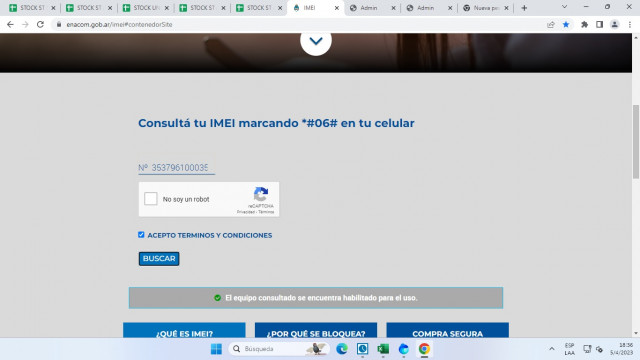 STOCK ST
STOCK ST
STOCK UN
STOCK ST
STOCK ST
IMEI
Admin
Admin
Nueva pe
enacom.gob.ar/imei#contenedorSite
Consultá tu IMEI marcando *#06# en tu celular
Nº 353796100035
No soy un robot
reCAPTCHA
Privacidad - Términos
ACEPTO TERMINOS Y CONDICIONES
BUSCAR
El equipo consultado se encuentra habilitado para el uso.
¿QUÉ ES IMEI?
¿POR QUÉ SE BLOQUEA?
COMPRA SEGURA
Búsqueda
ESP
LAA
18:36
5/4/2023